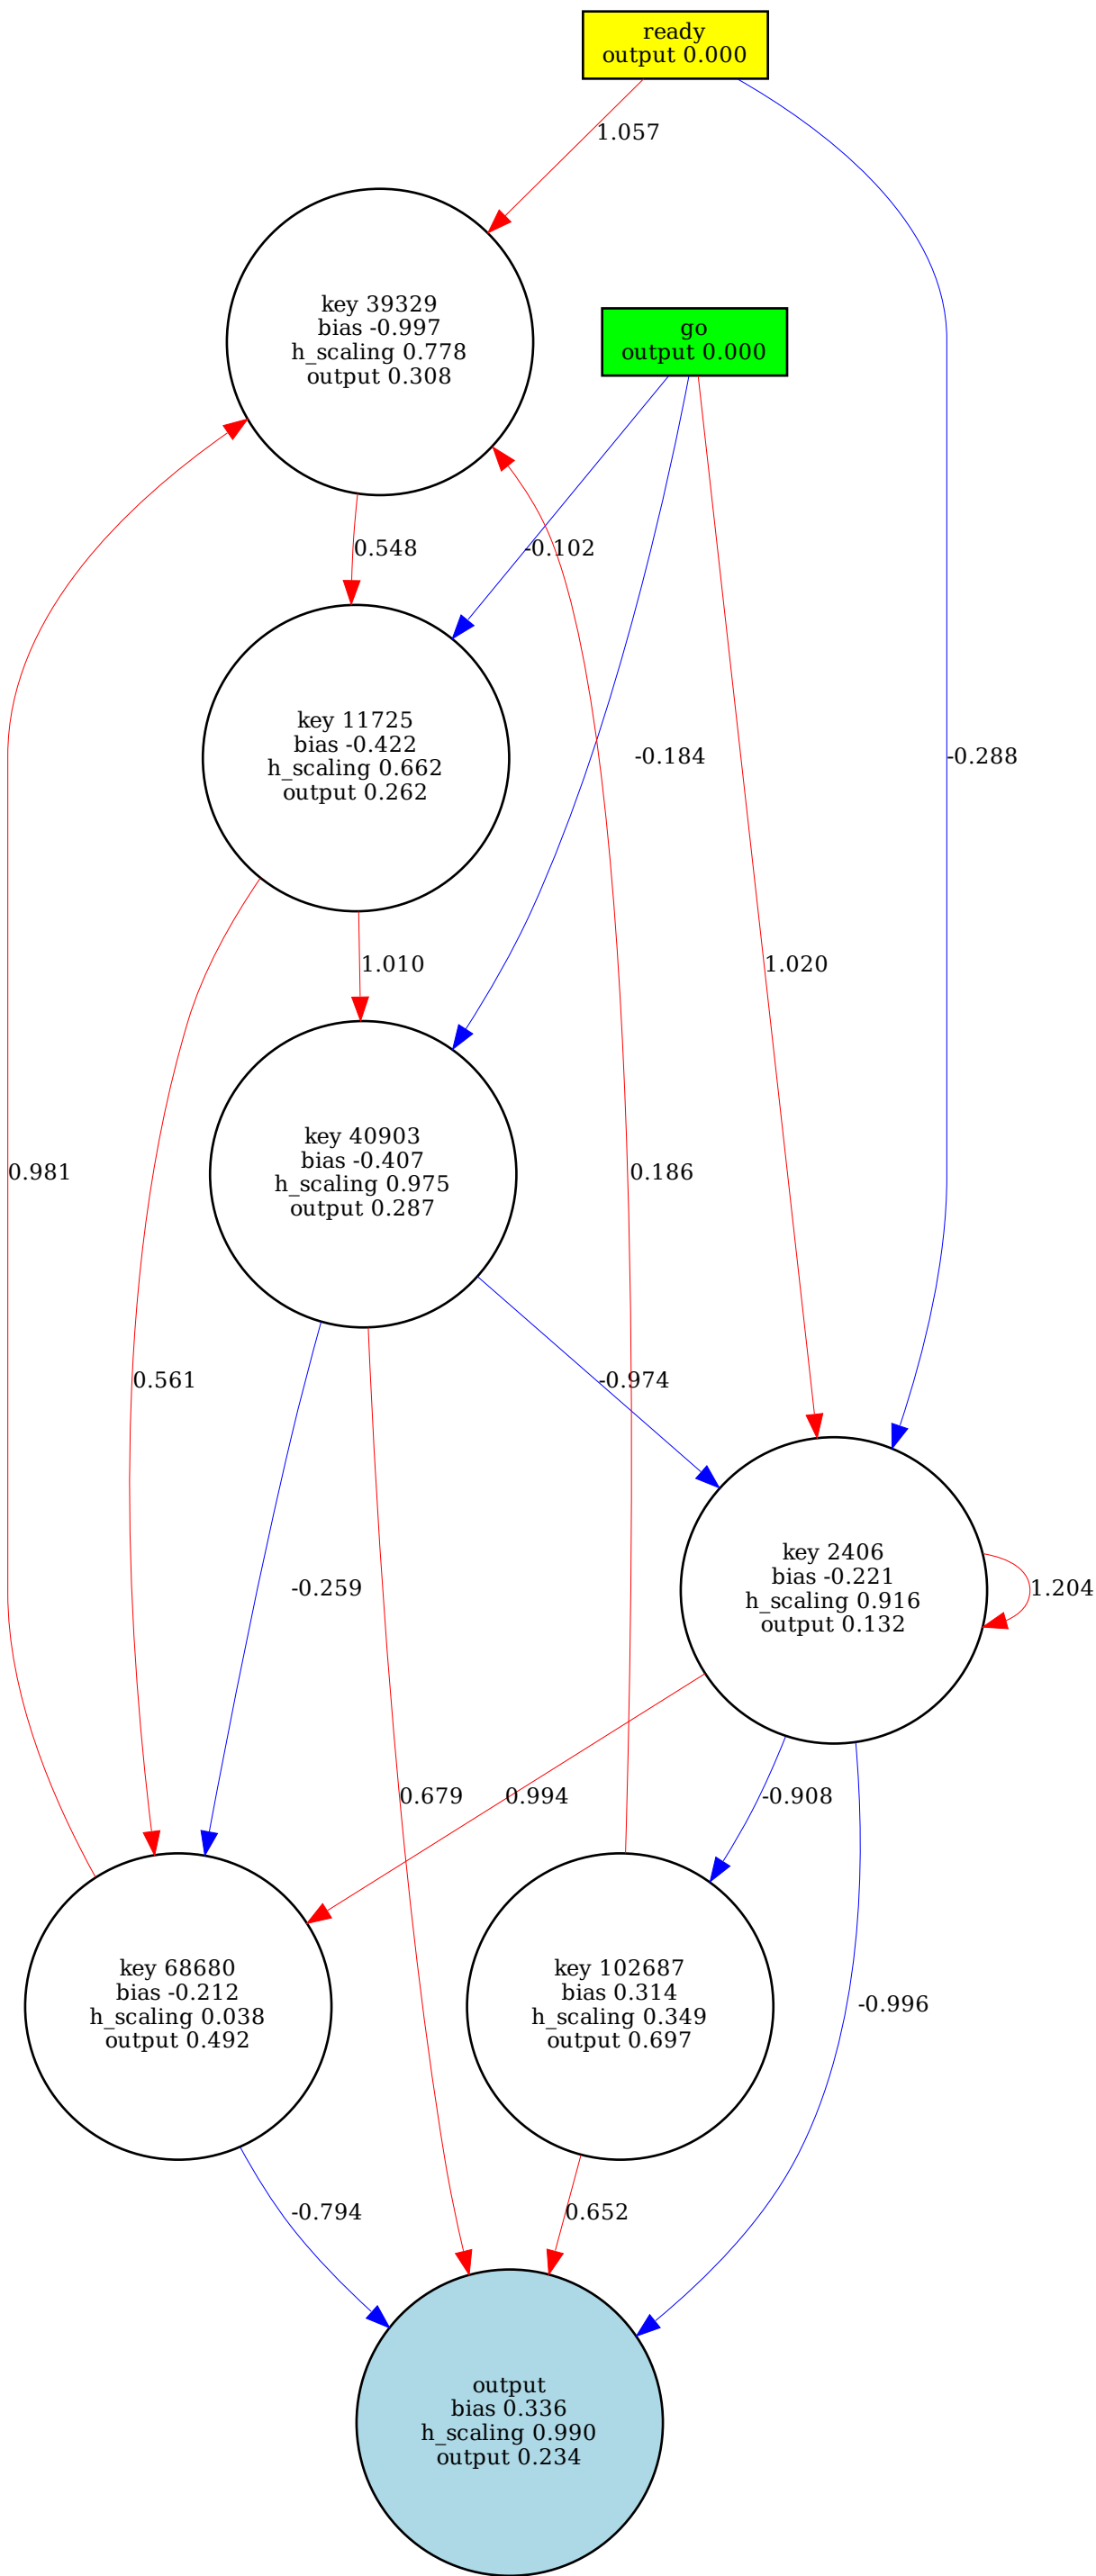 ready
output 0.000
1.057
key 39329
bias -0.997
h_scaling 0.778
output 0.308
go
output 0.000
0.548
-0.102
key 11725
bias -0.422
h_scaling 0.662
output 0.262
-0.184
-0.288
1.010
1.020
key 40903
bias -0.407
h_scaling 0.975
output 0.287
0.981
0.186
0.561
-0.974
key 2406
bias -0.221
h_scaling 0.916
output 0.132
-0.259
1.204
0.679
0.994
-0.908
key 68680
bias -0.212
h_scaling 0.038
output 0.492
key 102687
bias 0.314
h_scaling 0.349
output 0.697
-0.996
-0.794
0.652
output
bias 0.336
h_scaling 0.990
output 0.234